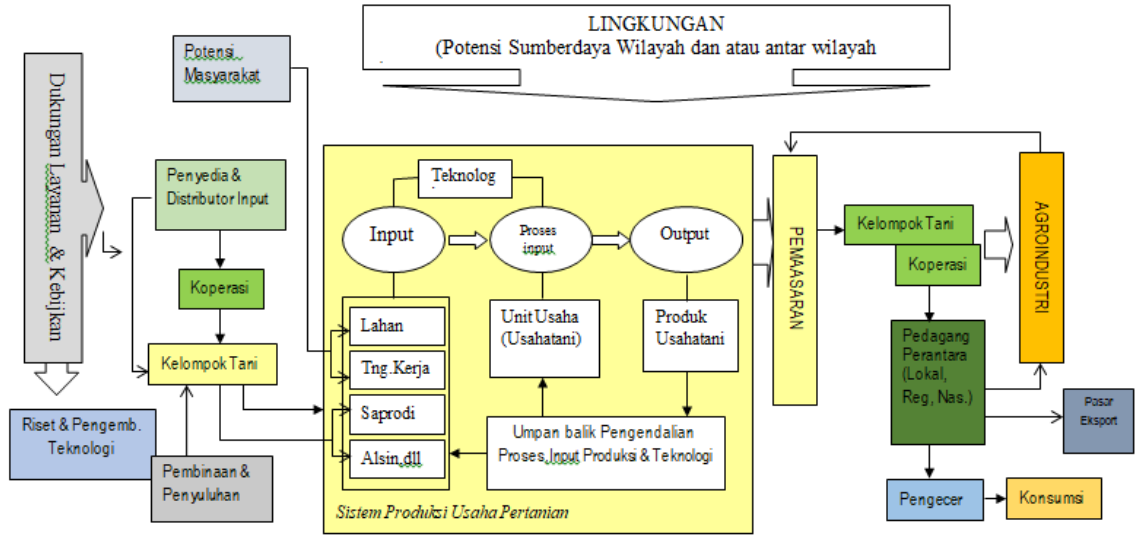 LINGKUNGAN
(Potensi Sumberdaya Wilayah dan atau antar wilayah
Dukungan Layanan & Kebijkan
Potensi
Masyarakat
Penyedia &
Distributor Input
Koperasi
Kelompok Tani
Riset & Pengemb.
Teknologi
Pembinaan &
Penyuluhan
Teknolog
Input
Proses
input
Output
Lahan
Tng.Kerja
Saprodi
Alsin,dll
Unit Usaha
(Usahatani)
Produk
Usahatani
Umpan balik Pengendalian
Proses,Input Produksi & Teknologi
Sistem Produksi Usaha Pertanian
PEMAASARAN
Kelompok Tani
Koperasi
AGROINDUSTRI
Pedagang
Perantara
(Lokal,
Reg, Nas.)
Pasar
Eksport
Pengecer
Konsumsi